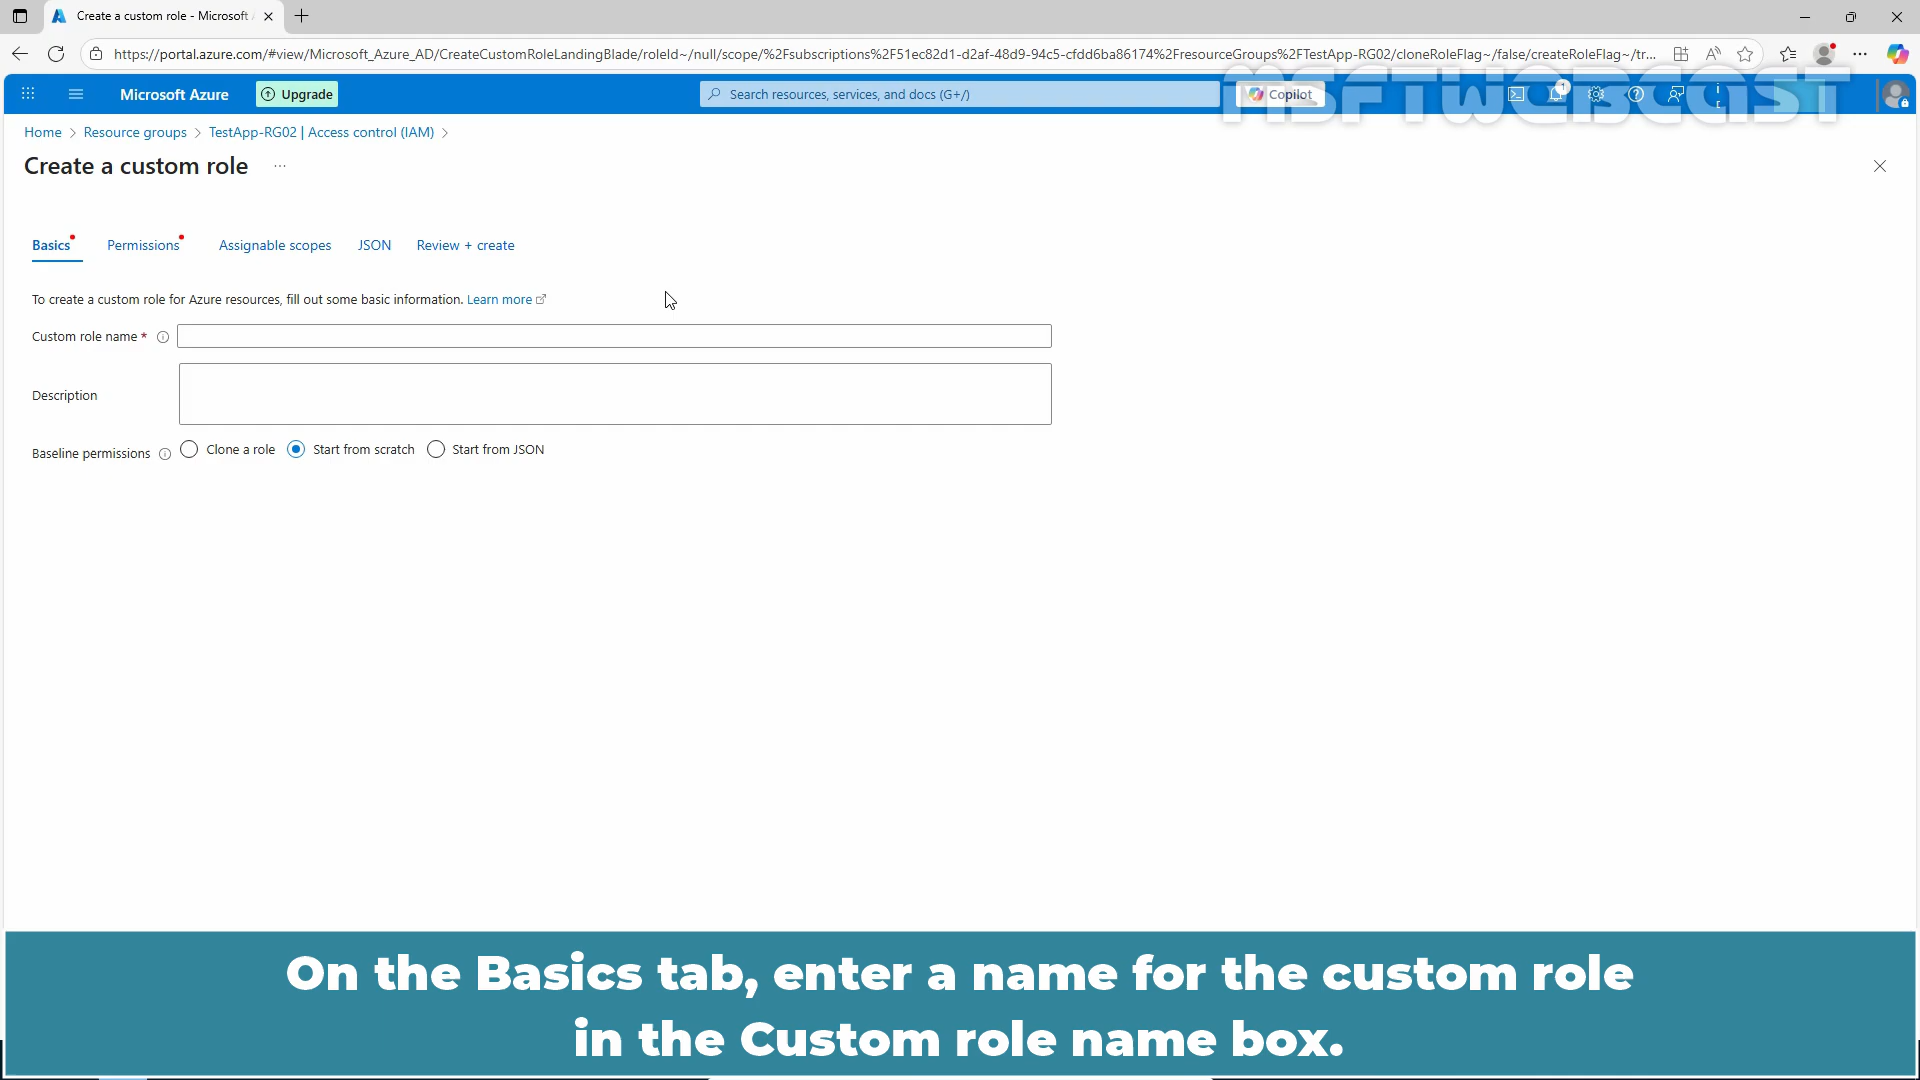 Create a custom role - Microsoft
https://portal.azure.com/#view/Microsoft_Azure_AD/CreateCustomRoleLandingBlade/roleId~/null/scope/%2Fsubscriptions%2F51ec82d1-d2af-48d9-94c5-cfdd6ba86174%2FresourceGroups%2FTestApp-RG02/cloneRoleFlag~/false/createRoleFlag~/tr...
Microsoft Azure
Upgrade
Search resources, services, and docs (G+/)
Copilot
1
MSFTWEBCAST
Home > Resource groups > TestApp-RG02 | Access control (IAM) >
Create a custom role ...
Basics Permissions Assignable scopes JSON Review + create
To create a custom role for Azure resources, fill out some basic information. Learn more
Custom role name *
Description
Baseline permissions Clone a role Start from scratch Start from JSON
On the Basics tab, enter a name for the custom role
in the Custom role name box.